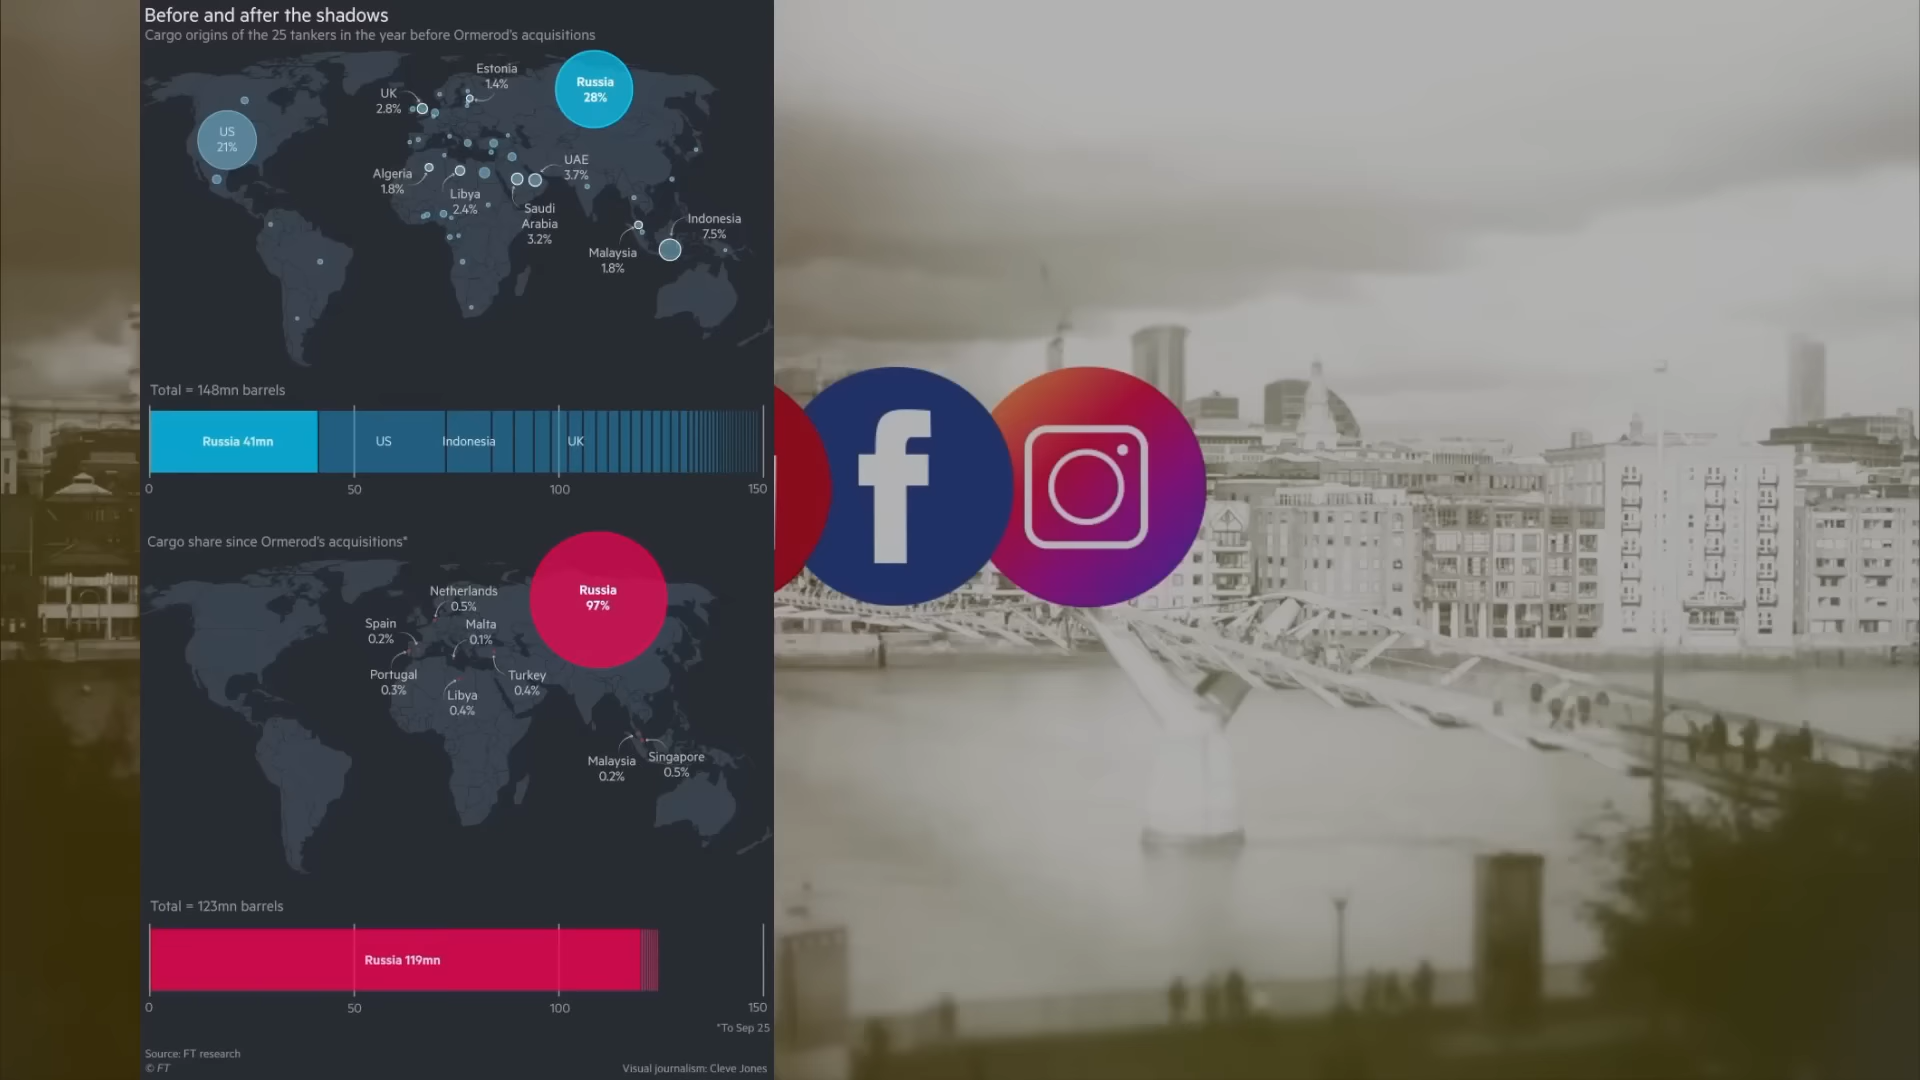 Before and after the shadows
Cargo origins of the 25 tankers in the year before Ormerod's acquisitions
Estonia
1.4%
Russia
28%
UK
2.8%
US
21%
UAE
3.7%
Algeria
1.8%
Libya
2.4%
Saudi
Arabia
3.2%
Indonesia
7.5%
Malaysia
1.8%
Total = 148mn barrels
Russia 41mn
US
Indonesia
UK
0
50
100
150
Cargo share since Ormerod's acquisitions*
Russia
97%
Netherlands
0.5%
Spain
0.2%
Malta
0.1%
Portugal
0.3%
Turkey
0.4%
Libya
0.4%
Malaysia
0.2%
Singapore
0.5%
Total = 123mn barrels
Russia 119mn
0
50
100
150
*To Sep 25
Source: FT research
© FT
Visual journalism: Cleve Jones
f